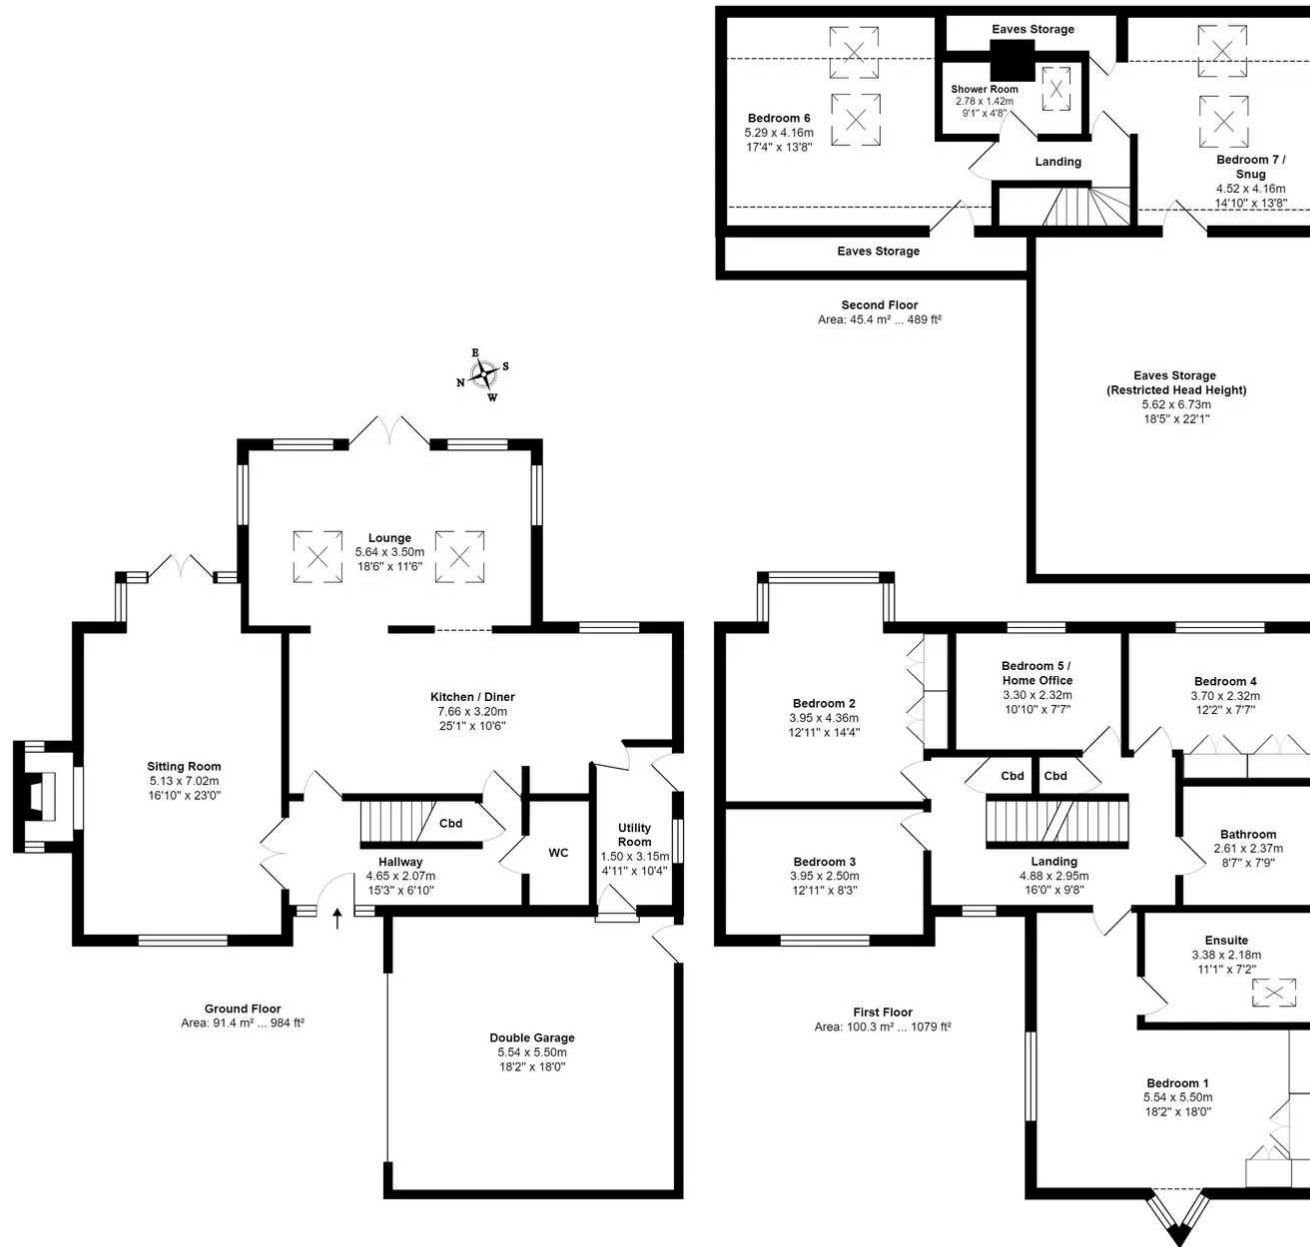 Eaves Storage
Shower Room
2.78 x 1.42m
9'1" x 4'8"
Bedroom 6
5.29 x 4.16m
17'4" x 13'8"
Landing
Bedroom 7 /
Snug
4.52 x 4.16m
14'10" x 13'8"
Eaves Storage
Second Floor
Area: 45.4 m² ... 489 ft²
Eaves Storage
(Restricted Head Height)
5.62 x 6.73m
18'5" x 22'1"
E
S
N
W
Lounge
5.64 x 3.50m
18'6" x 11'6"
Kitchen / Diner
7.66 x 3.20m
25'1" x 10'6"
Sitting Room
5.13 x 7.02m
16'10" x 23'0"
Cbd
Hallway
4.65 x 2.07m
15'3" x 6'10"
WC
Utility
Room
1.50 x 3.15m
4'11" x 10'4"
Ground Floor
Area: 91.4 m² ... 984 ft²
Double Garage
5.54 x 5.50m
18'2" x 18'0"
Bedroom 2
3.95 x 4.36m
12'11" x 14'4"
Bedroom 5 /
Home Office
3.30 x 2.32m
10'10" x 7'7"
Bedroom 4
3.70 x 2.32m
12'2" x 7'7"
Cbd
Cbd
Bedroom 3
3.95 x 2.50m
12'11" x 8'3"
Landing
4.88 x 2.95m
16'0" x 9'8"
Bathroom
2.61 x 2.37m
8'7" x 7'9"
Ensuite
3.38 x 2.18m
11'1" x 7'2"
First Floor
Area: 100.3 m² ... 1079 ft²
Bedroom 1
5.54 x 5.50m
18'2" x 18'0"